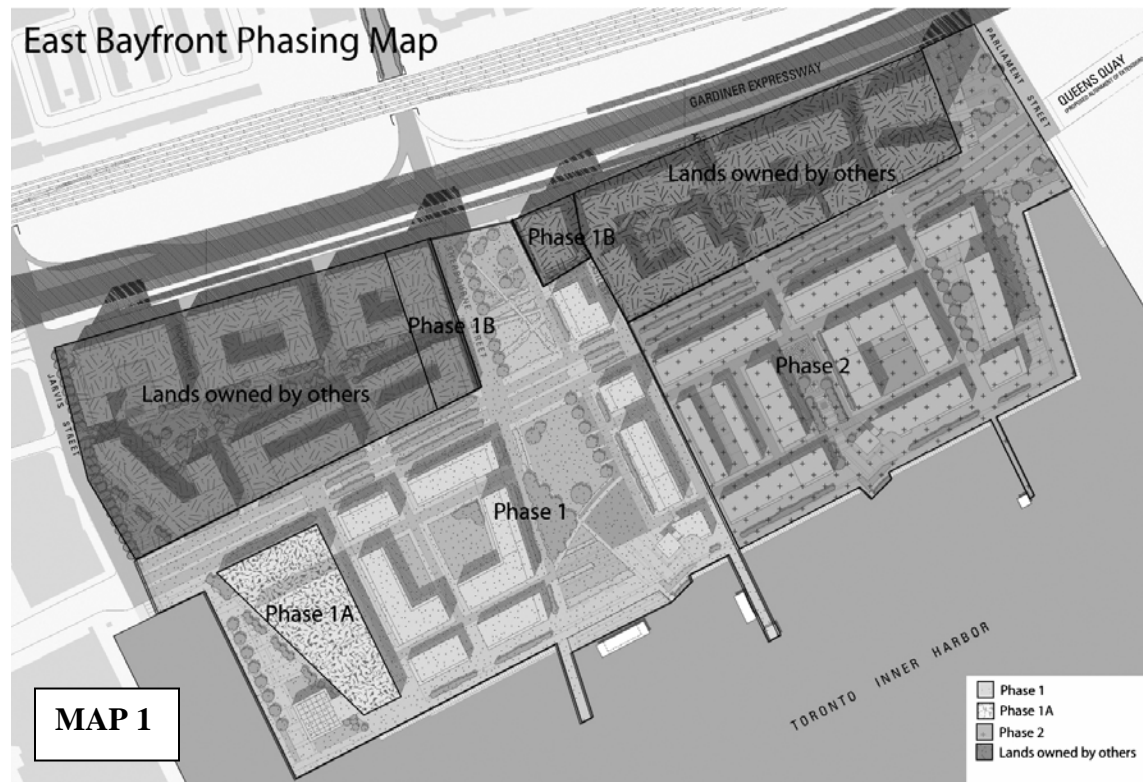 East Bayfront Phasing Map
GARDINER EXPRESSWAY
PARLIAMENT
STREET
QUEENS QUAY
Lands owned by others
Phase 1B
Phase 1B
STREET
JARVIS STREET
Lands owned by others
Phase 2
Phase 1
Phase 1A
TORONTO INNER HARBOR
MAP 1
Phase 1
Phase 1A
Phase 2
Lands owned by others